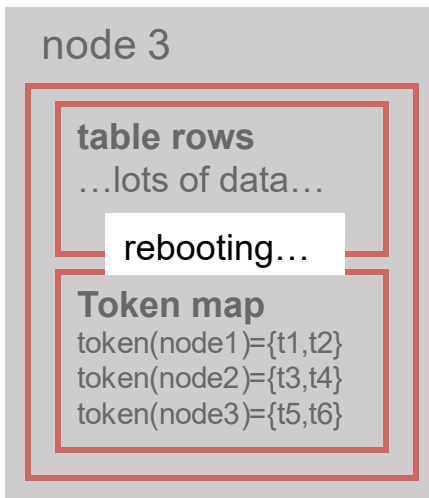 node 3
table rows
…lots of data…
rebooting…
Token map
token(node1)={t1,t2}
token(node2)={t3,t4}
token(node3)={t5,t6}